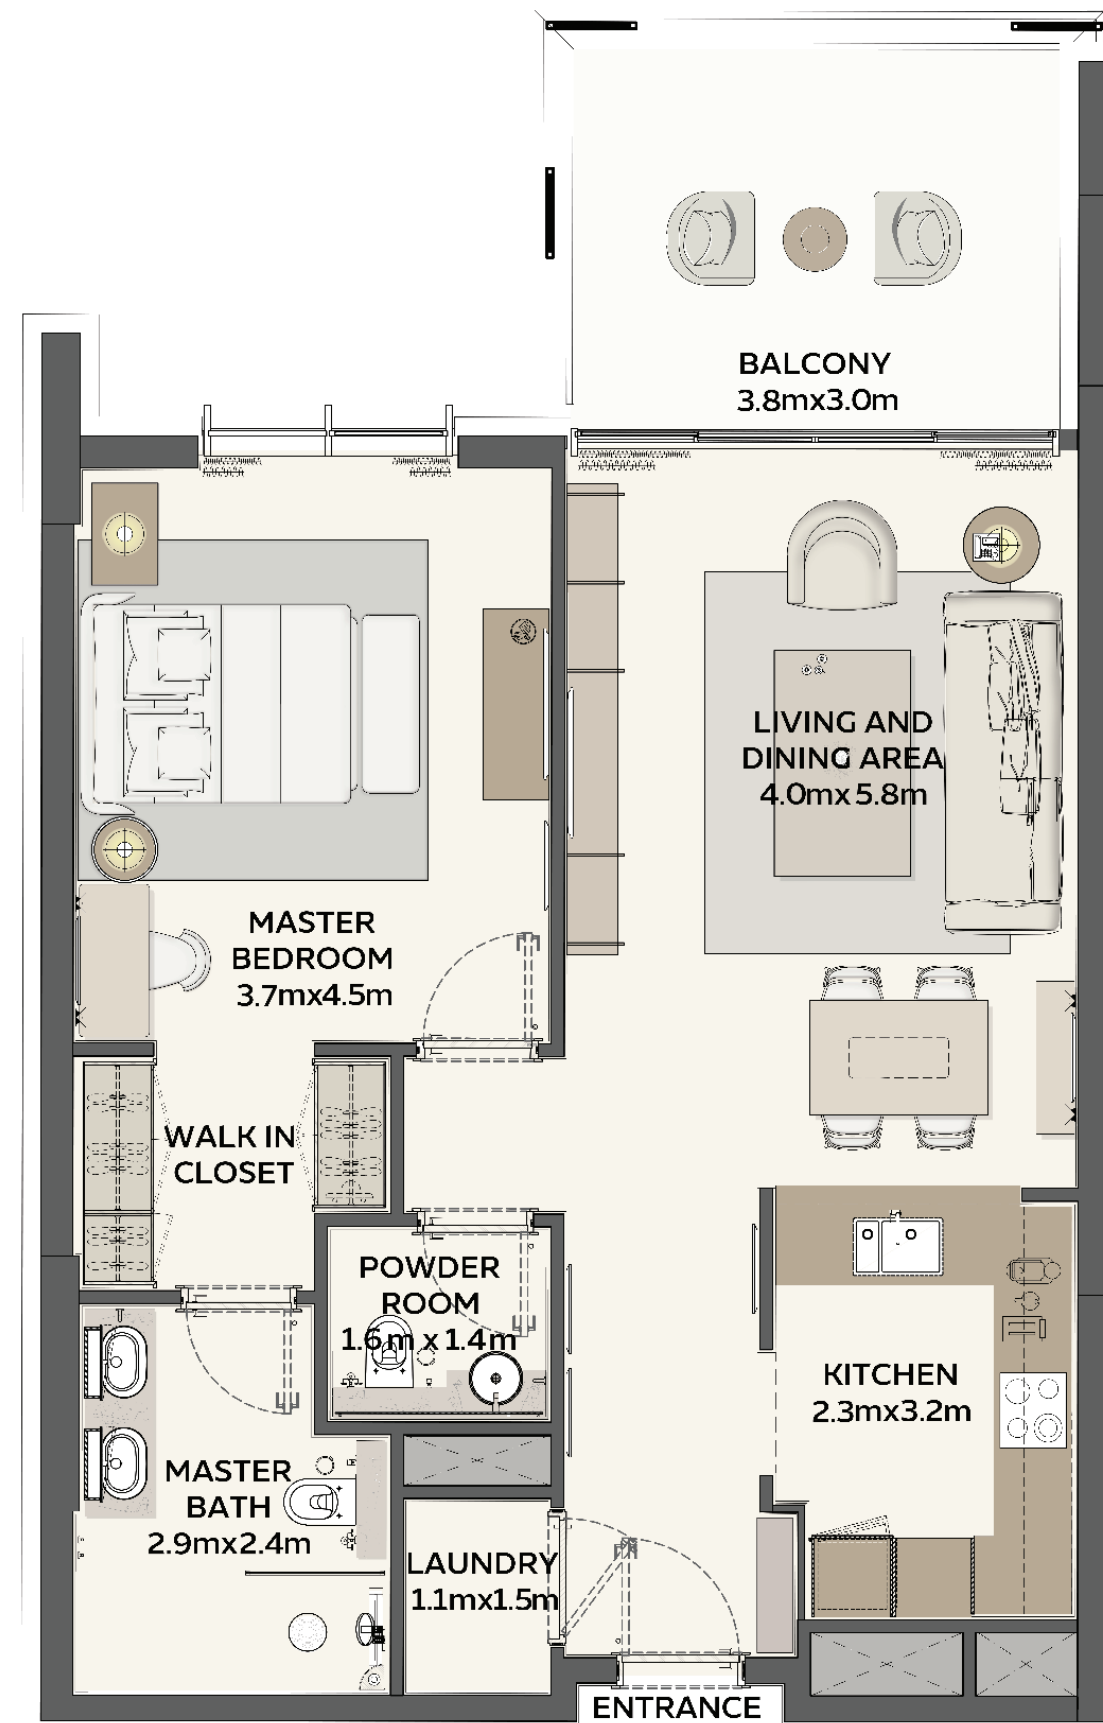 BALCONY
3.8mx3.0m
LIVING AND
DINING AREA
4.0mx 5.8m
MASTER
BEDROOM
3.7mx4.5m
WALK IN
CLOSET
POWDER
ROOM
1.6m x 1.4m
KITCHEN
2.3mx3.2m
MASTER
BATH
2.9mx2.4m
LAUNDRY
1.1mx1.5m
ENTRANCE